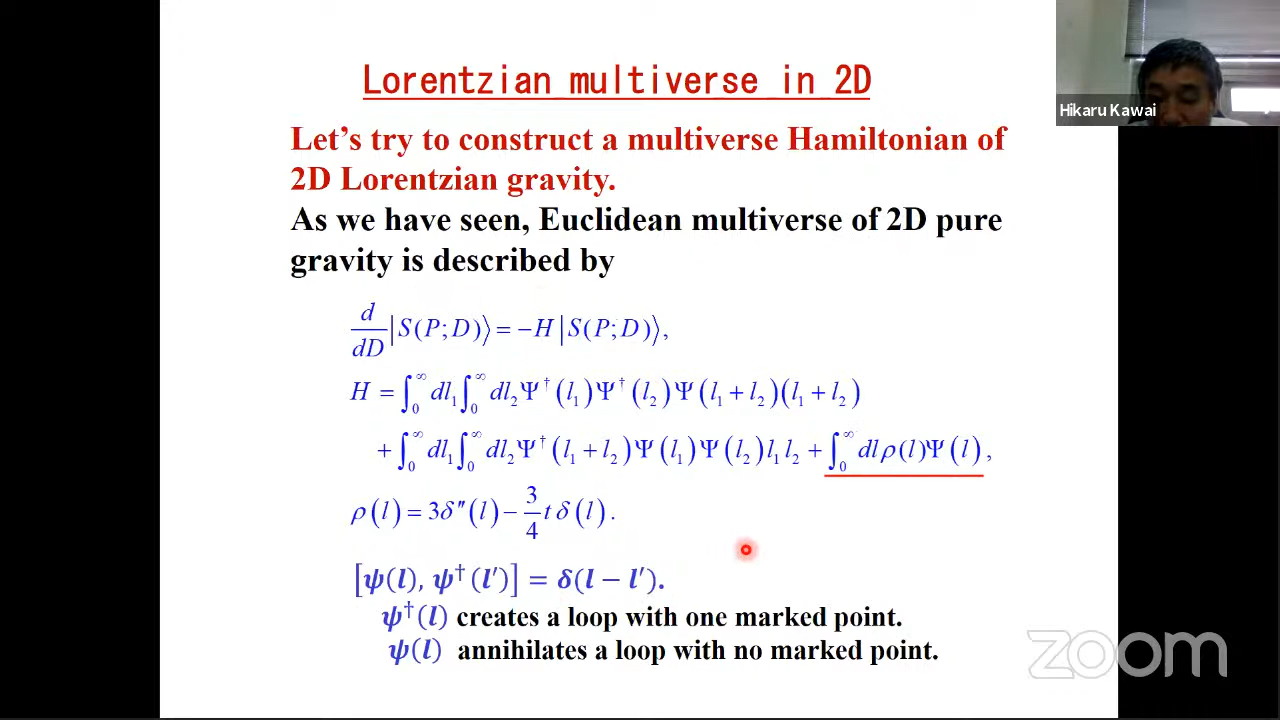 Lorentzian multiverse in 2D
Hikaru Kawai
Let's try to construct a multiverse Hamiltonian of
2D Lorentzian gravity.
As we have seen, Euclidean multiverse of 2D pure
gravity is described by
d/dD |S(P;D)⟩ = −H |S(P;D)⟩,
H = ∫₀^∞ dl₁ ∫₀^∞ dl₂ Ψ†(l₁) Ψ†(l₂) Ψ(l₁ + l₂)(l₁ + l₂)
+ ∫₀^∞ dl₁ ∫₀^∞ dl₂ Ψ†(l₁ + l₂) Ψ(l₁) Ψ(l₂) l₁ l₂ + ∫₀^∞ dl ρ(l) Ψ(l),
ρ(l) = 3δ″(l) − 3/4 t δ(l).
[ψ(l), ψ†(l′)] = δ(l − l′).
ψ†(l) creates a loop with one marked point.
ψ(l) annihilates a loop with no marked point.
zoom